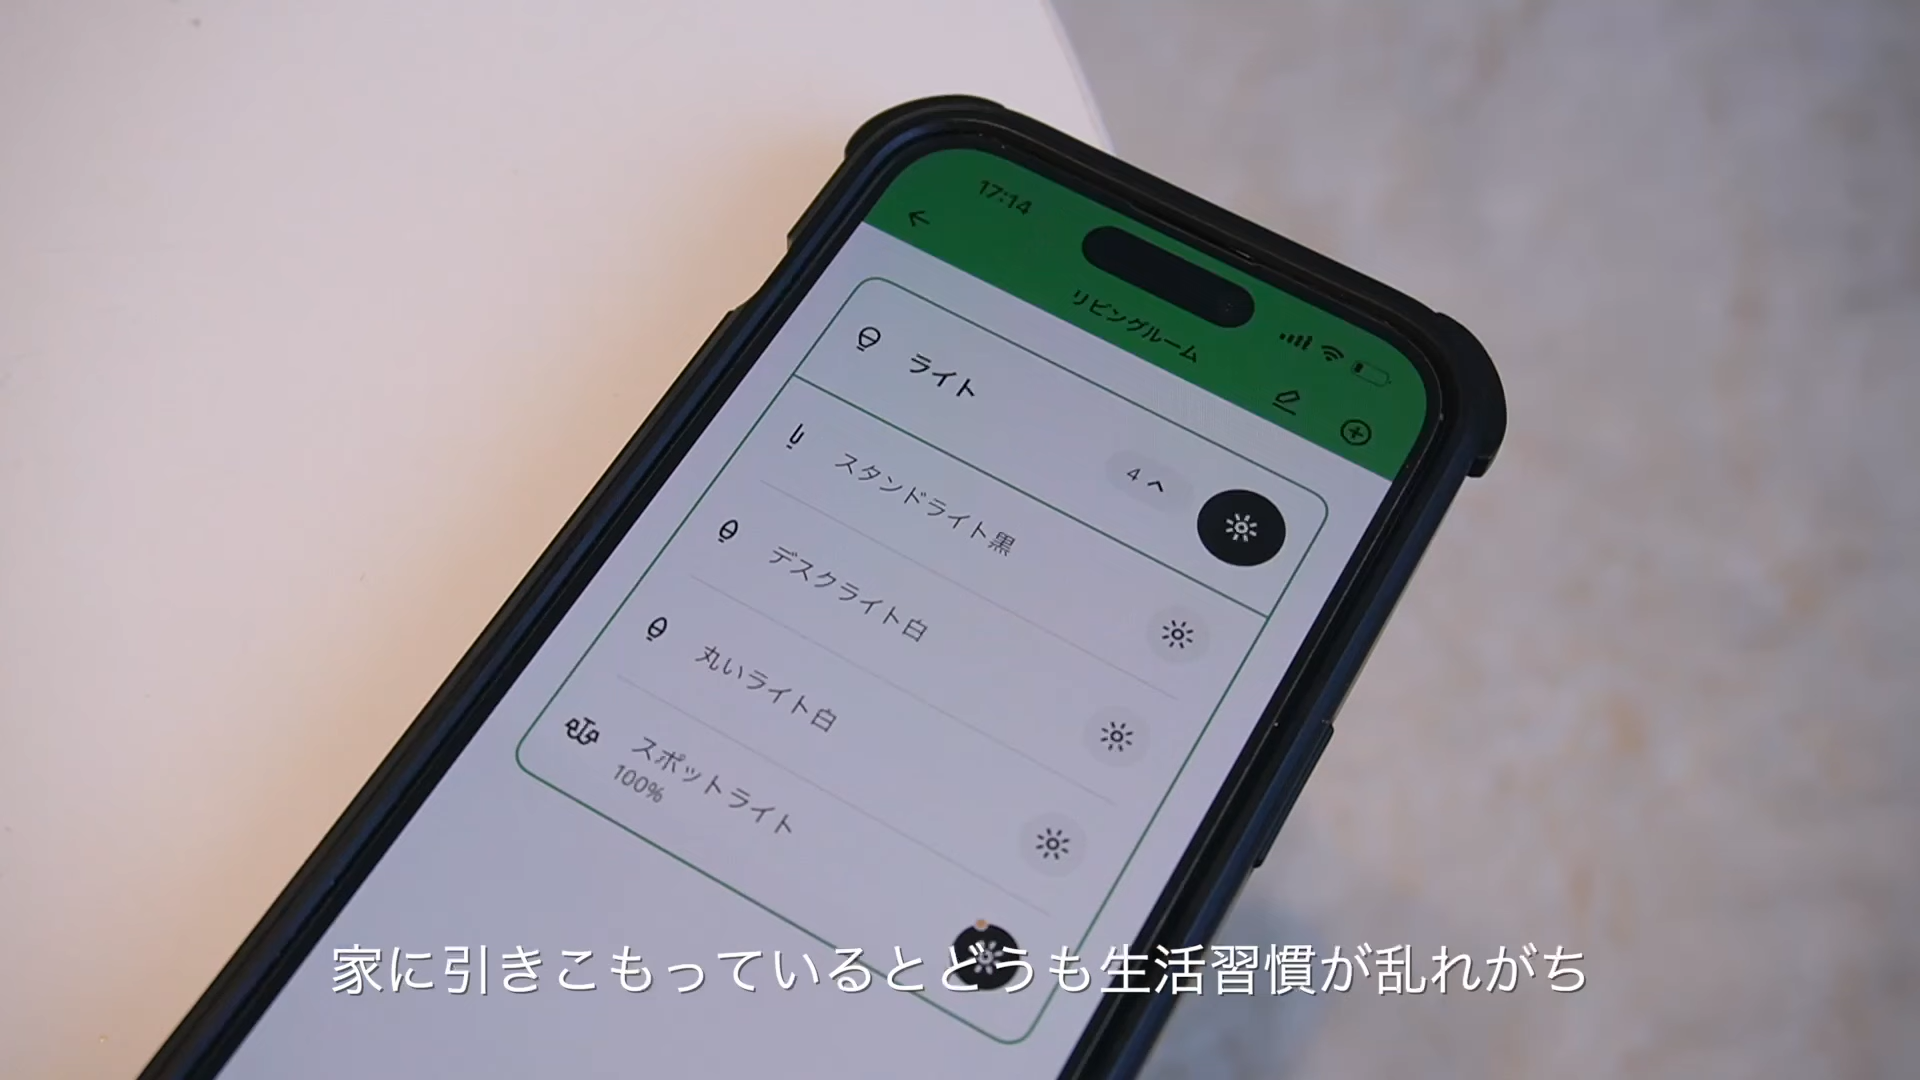 17:14
リビングルーム
ライト
4
スタンドライト黒
デスクライト白
丸いライト白
スポットライト
100%
家に引きこもっているとどうも生活習慣が乱れがち